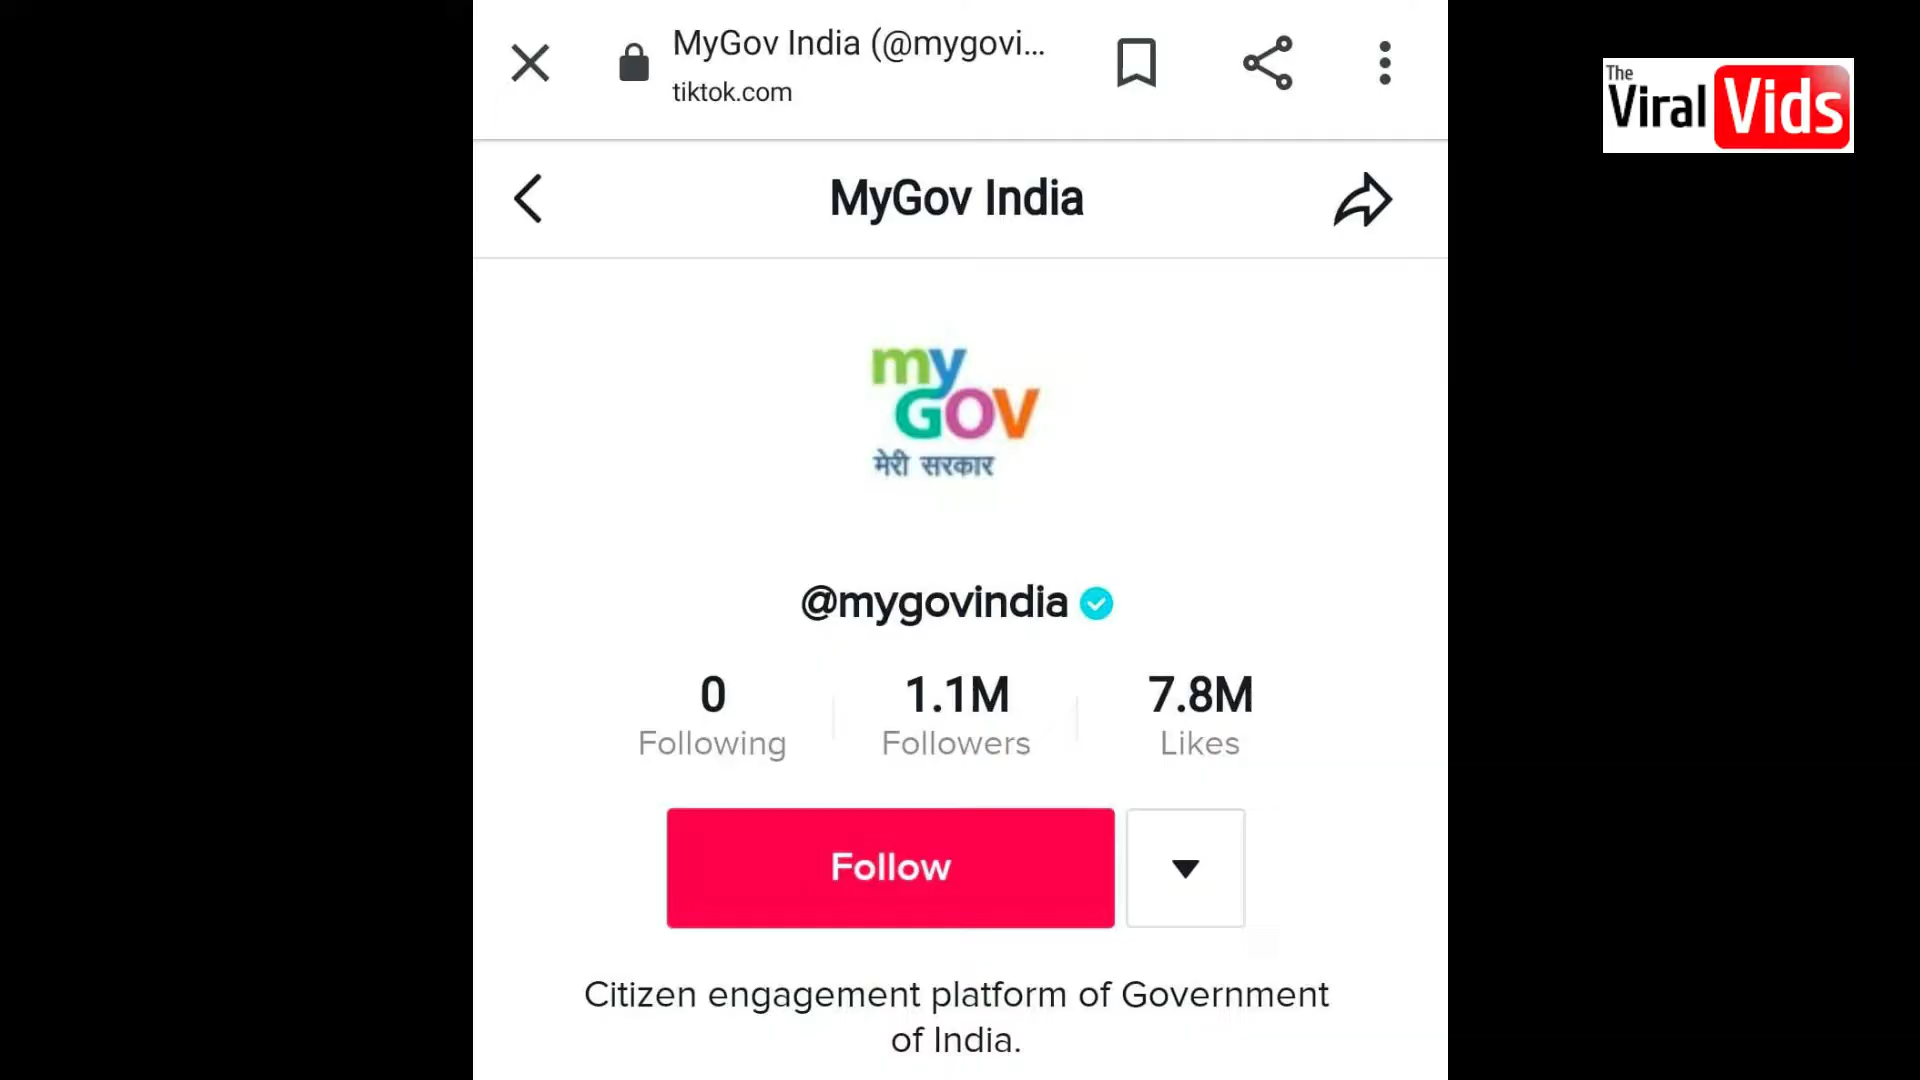 MyGov India (@mygovi...
tiktok.com
The
Viral Vids
MyGov India
my
GOV
मेरी सरकार
@mygovindia
0 1.1M 7.8M
Following Followers Likes
Follow
Citizen engagement platform of Government
of India.